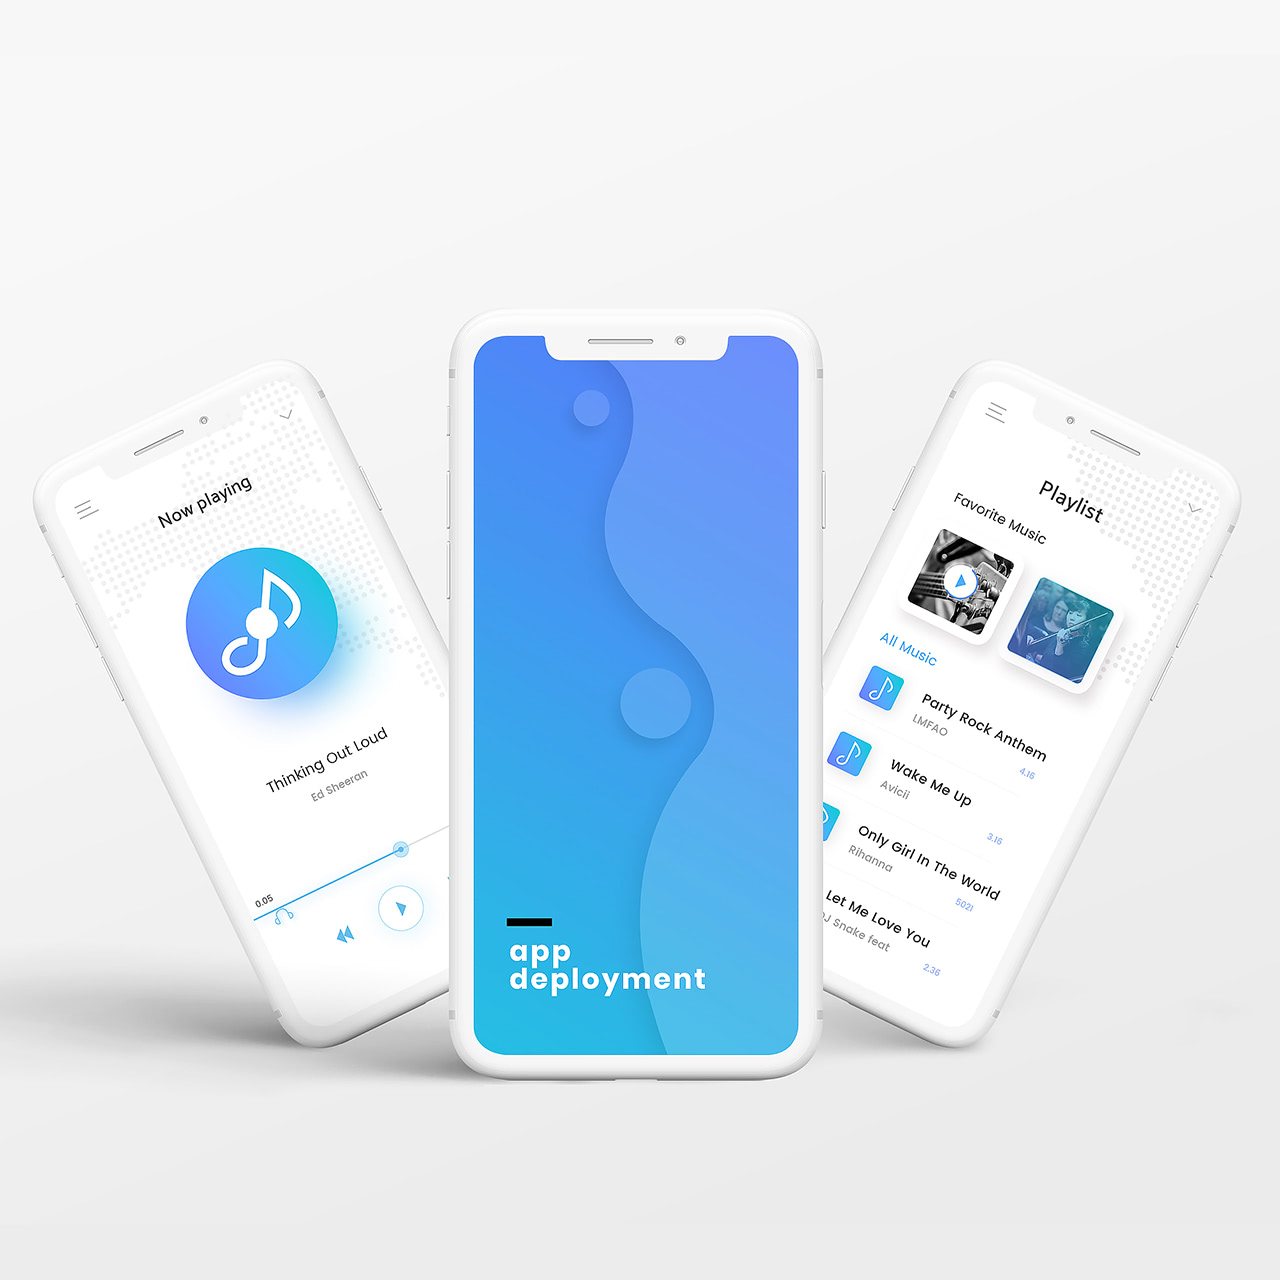 Now playing
Thinking Out Loud
Ed Sheeran
0.05
app
deployment
Playlist
Favorite Music
All Music
Party Rock Anthem
LMFAO
4.16
Wake Me Up
Avicii
3.16
Only Girl In The World
Rihanna
502t
Let Me Love You
DJ Snake feat
2.36